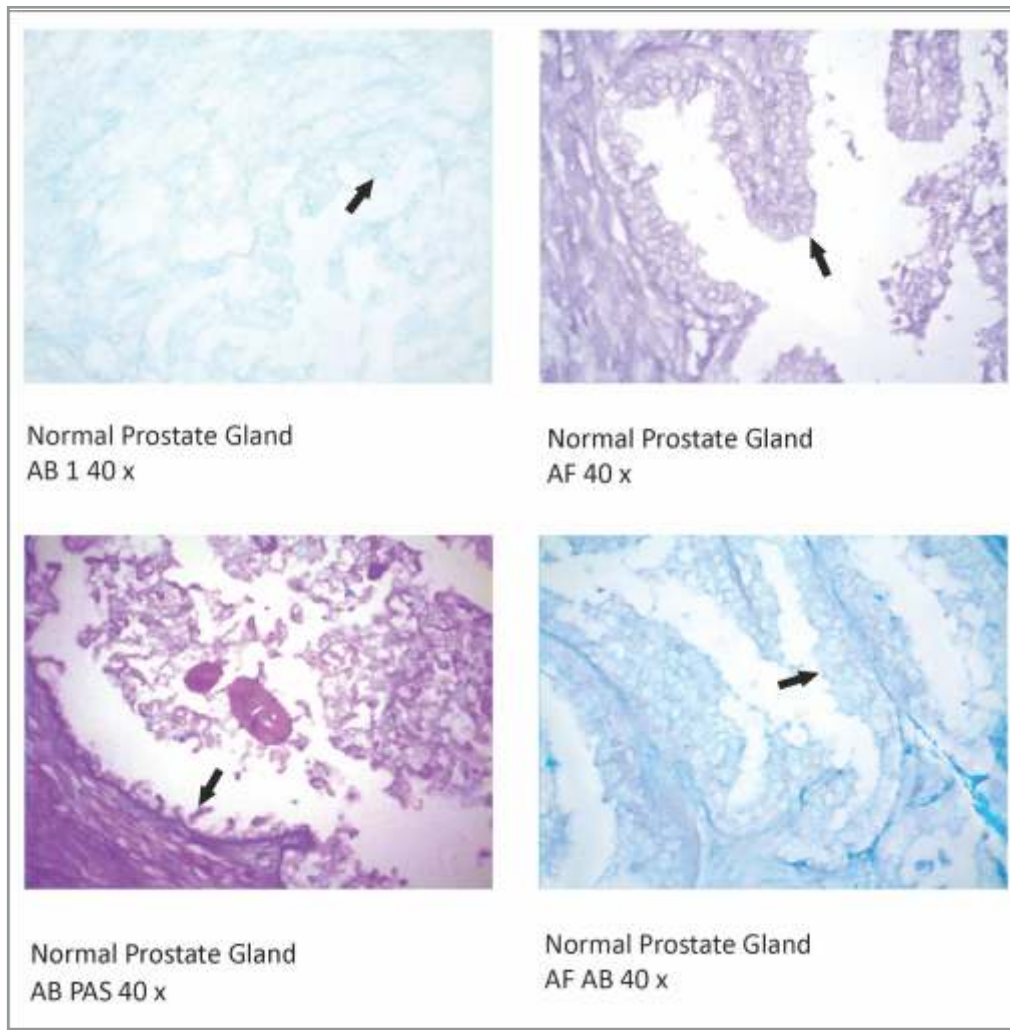 Normal Prostate Gland
AB 1 40 x
Normal Prostate Gland
AF 40 x
Normal Prostate Gland
AB PAS 40 x
Normal Prostate Gland
AF AB 40 x